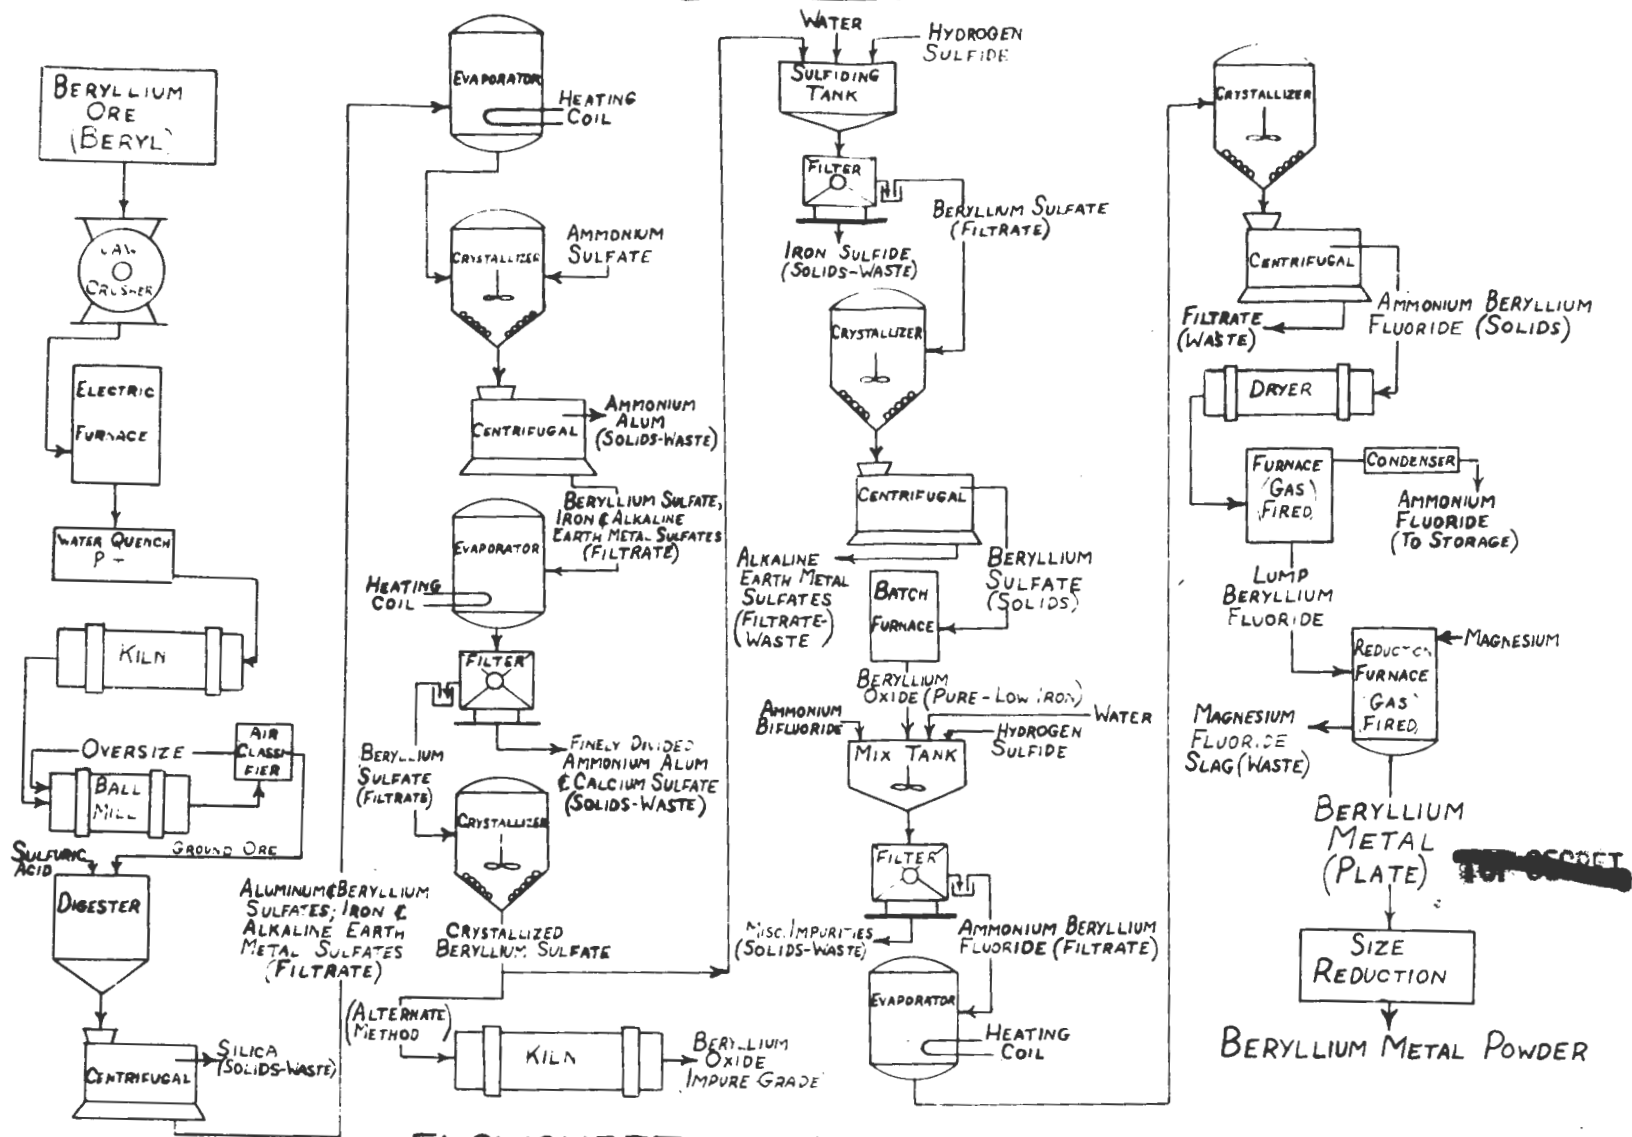 BERYLLIUM
ORE
(BERYL)
JAW
CRUSHER
ELECTRIC
FURNACE
WATER QUENCH
KILN
OVERSIZE
AIR
CLASSI
FIER
BALL
MILL
GROUND ORE
SULFURIC
ACID
DIGESTER
CENTRIFUGAL
SILICA
(SOLIDS-WASTE)
ALUMINUM & BERYLLIUM
SULFATES; IRON &
ALKALINE EARTH
METAL SULFATES
(FILTRATE)
EVAPORATOR
HEATING
COIL
AMMONIUM
SULFATE
CRYSTALLIZER
CENTRIFUGAL
AMMONIUM
ALUM
(SOLIDS-WASTE)
BERYLLIUM SULFATE,
IRON & ALKALINE
EARTH METAL SULFATES
(FILTRATE)
EVAPORATOR
HEATING
COIL
FILTER
BERYLLIUM
SULFATE
(FILTRATE)
FINELY DIVIDED
AMMONIUM ALUM
& CALCIUM SULFATE
(SOLIDS-WASTE)
CRYSTALLIZER
CRYSTALLIZED
BERYLLIUM SULFATE
(ALTERNATE)
METHOD
KILN
BERYLLIUM
OXIDE
IMPURE GRADE
WATER
HYDROGEN
SULFIDE
SULFIDING
TANK
FILTER
IRON SULFIDE
(SOLIDS-WASTE)
BERYLLIUM SULFATE
(FILTRATE)
CRYSTALLIZER
CENTRIFUGAL
ALKALINE
EARTH METAL
SULFATES
(FILTRATE-
WASTE)
BERYLLIUM
SULFATE
(SOLIDS)
BATCH
FURNACE
BERYLLIUM
OXIDE (PURE-LOW IRON)
AMMONIUM
BIFLUORIDE
WATER
HYDROGEN
SULFIDE
MIX TANK
FILTER
MISC. IMPURITIES
(SOLIDS-WASTE)
AMMONIUM BERYLLIUM
FLUORIDE (FILTRATE)
EVAPORATOR
HEATING
COIL
CRYSTALLIZER
CENTRIFUGAL
FILTRATE
(WASTE)
AMMONIUM BERYLLIUM
FLUORIDE (SOLIDS)
DRYER
FURNACE
(GAS
FIRED)
CONDENSER
AMMONIUM
FLUORIDE
(TO STORAGE)
LUMP
BERYLLIUM
FLUORIDE
MAGNESIUM
REDUCTION
FURNACE
(GAS
FIRED)
MAGNESIUM
FLUORIDE
SLAG (WASTE)
BERYLLIUM
METAL
(PLATE)
SIZE
REDUCTION
BERYLLIUM METAL POWDER